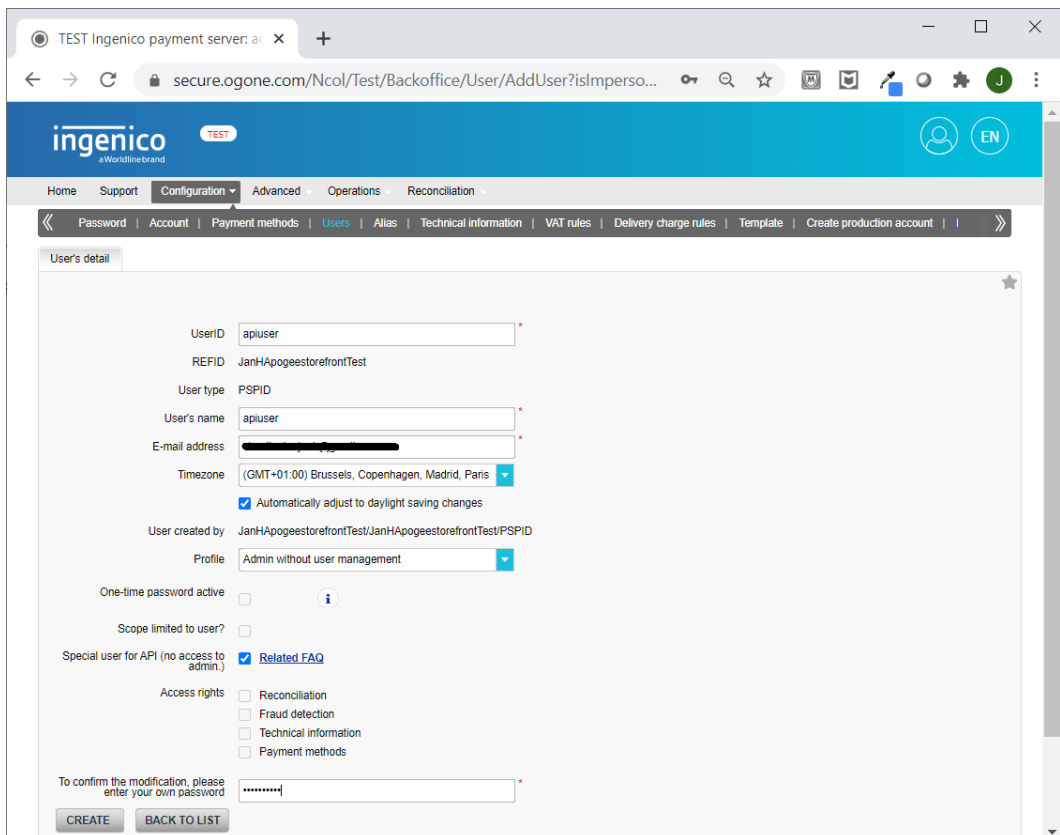 TEST Ingenico payment server: ac
secure.ogone.com/Ncol/Test/Backoffice/User/AddUser?isImperso...
J
ingenico
a Worldline brand
TEST
EN
Home Support Configuration Advanced Operations Reconciliation
Password | Account | Payment methods | Users | Alias | Technical information | VAT rules | Delivery charge rules | Template | Create production account |
User's detail
UserID apiuser *
REFID JanHApogeestorefrontTest
User type PSPID
User's name apiuser *
E-mail address *
Timezone (GMT+01:00) Brussels, Copenhagen, Madrid, Paris
Automatically adjust to daylight saving changes
User created by JanHApogeestorefrontTest/JanHApogeestorefrontTest/PSPID
Profile Admin without user management
One-time password active i
Scope limited to user?
Special user for API (no access to
admin.) Related FAQ
Access rights Reconciliation
Fraud detection
Technical information
Payment methods
To confirm the modification, please
enter your own password •••••••••• *
CREATE BACK TO LIST